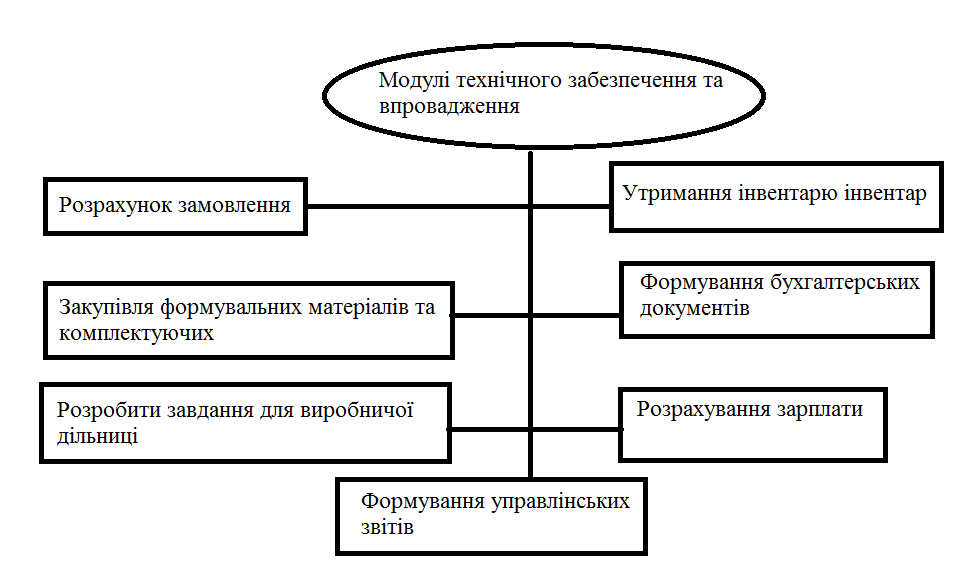 Модулі технічного забезпечення та
впровадження
Розрахунок замовлення
Утримання інвентарю інвентар
Закупівля формувальних матеріалів та
комплектуючих
Формування бухгалтерських
документів
Розробити завдання для виробничої
дільниці
Розрахування зарплати
Формування управлінських
звітів